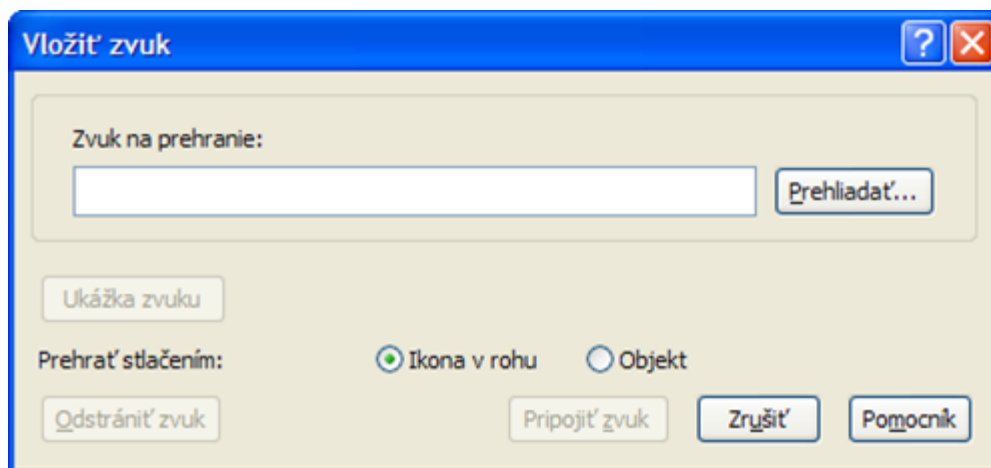 Vložiť zvuk
Zvuk na prehranie:
Prehliadať...
Ukážka zvuku
Prehrať stlačením: Ikona v rohu Objekt
Odstrániť zvuk Pripojiť zvuk Zrušiť Pomocník